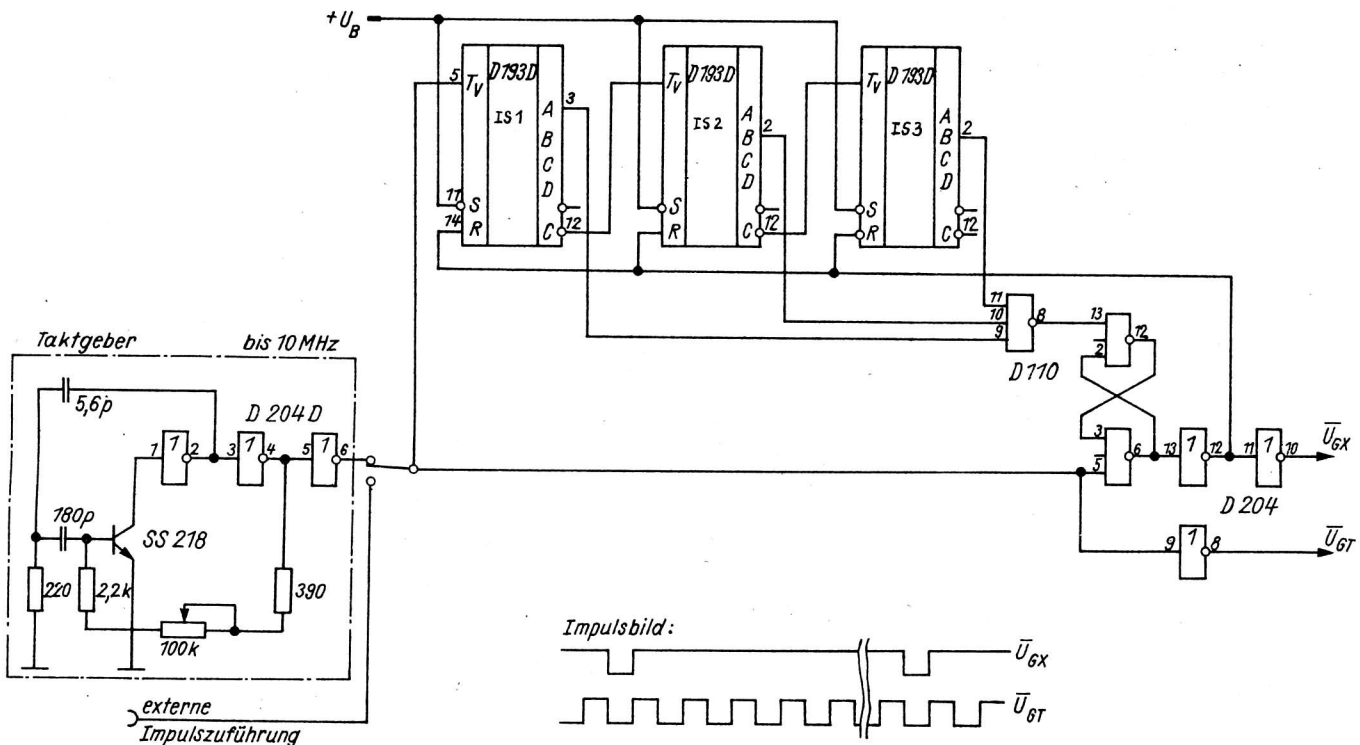 +U_B
5 T_V D193D
IS1
A 3
B
C
D
11 S
14 R
C 12
T_V D193D
IS2
A
B 2
C
D
S
R
C 12
T_V D193D
IS3
A
B 2
C
D
S
R
C 12
11
10
9
8
D110
13
2
12
3
5
6
13 1 12
11 1 10
Ū_GX
D 204
9 1 8
Ū_GT
Taktgeber bis 10 MHz
5,6p
D 204 D
1 1 2
3 1 4
5 1 6
180p
SS 218
220
2,2k
390
100k
externe
Impulszuführung
Impulsbild:
Ū_GX
Ū_GT